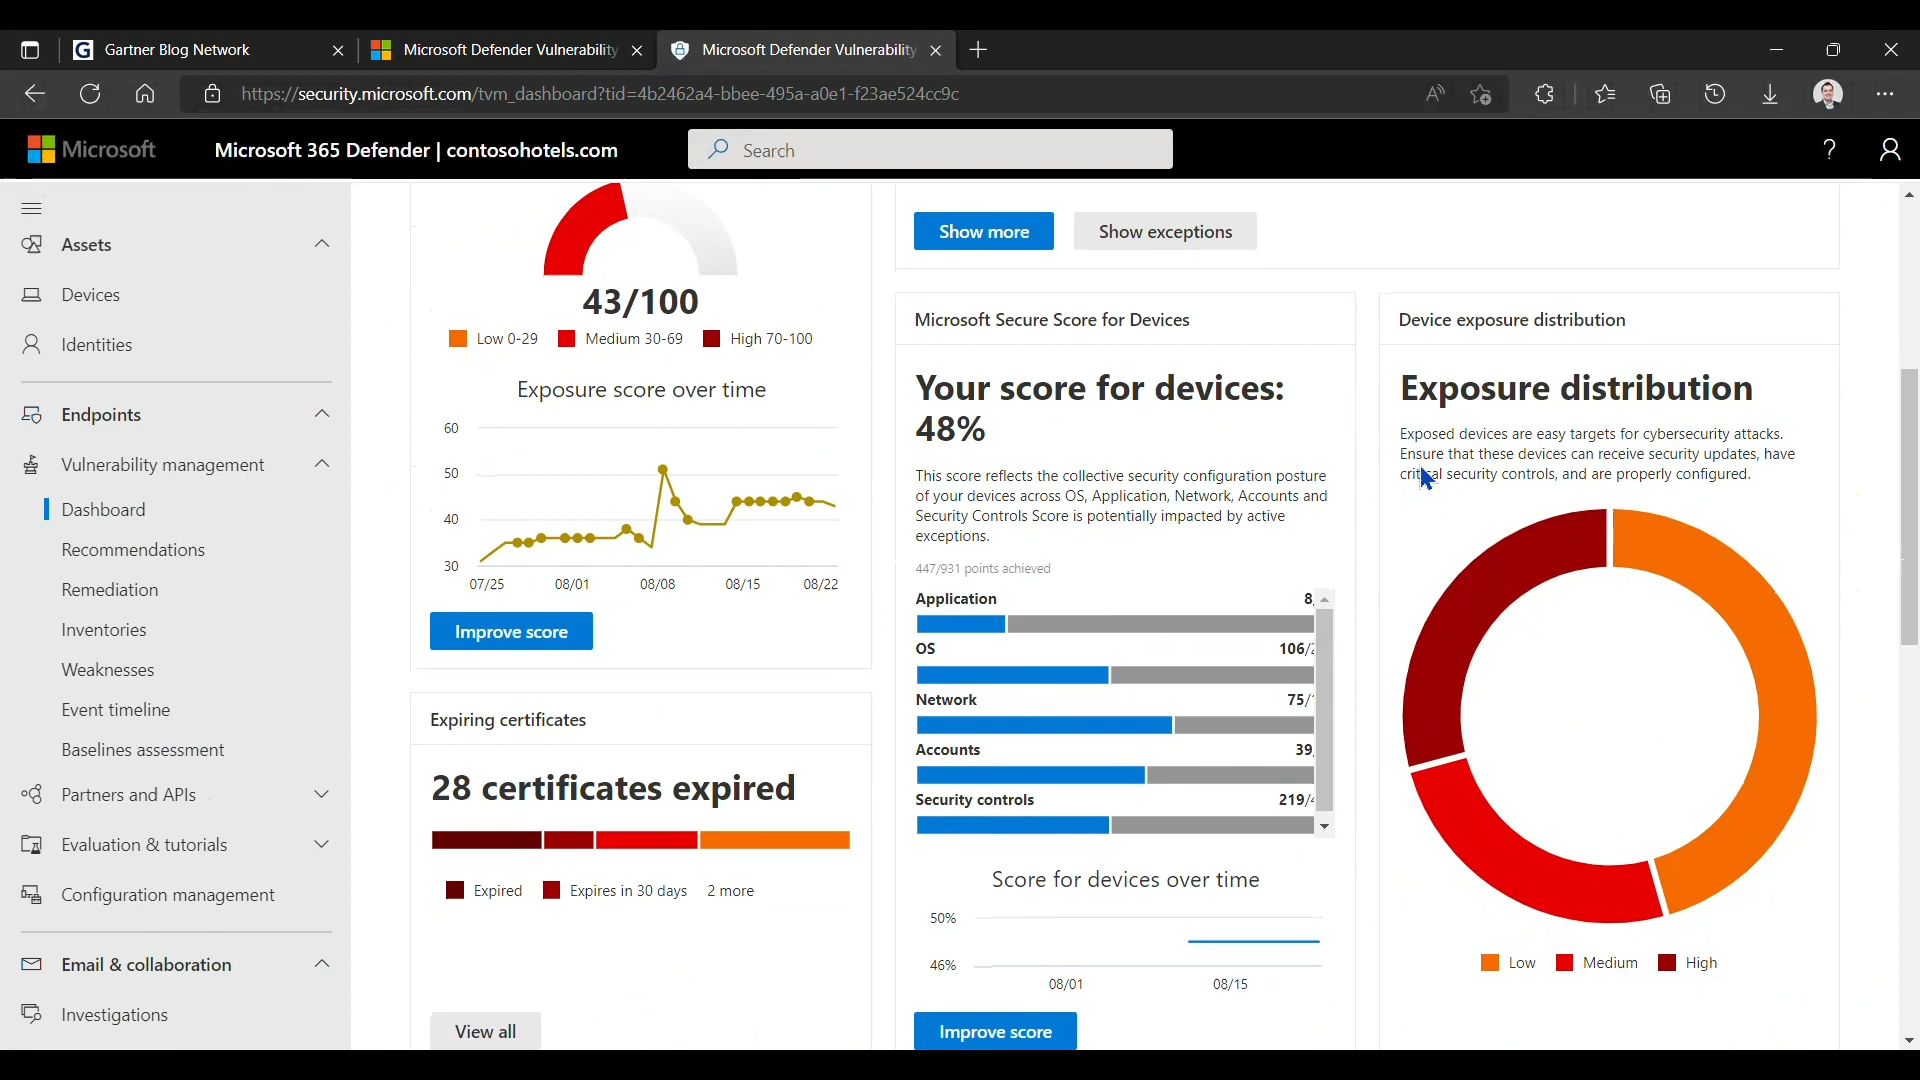 Gartner Blog Network
Microsoft Defender Vulnerability
Microsoft Defender Vulnerability
https://security.microsoft.com/tvm_dashboard?tid=4b2462a4-bbee-495a-a0e1-f23ae524cc9c
Microsoft
Microsoft 365 Defender | contosohotels.com
Search
Assets
Devices
Identities
Endpoints
Vulnerability management
Dashboard
Recommendations
Remediation
Inventories
Weaknesses
Event timeline
Baselines assessment
Partners and APIs
Evaluation & tutorials
Configuration management
Email & collaboration
Investigations
43/100
Low 0-29 Medium 30-69 High 70-100
Exposure score over time
60
50
40
30
07/25 08/01 08/08 08/15 08/22
Improve score
Expiring certificates
28 certificates expired
Expired Expires in 30 days 2 more
View all
Show more Show exceptions
Microsoft Secure Score for Devices
Your score for devices:
48%
This score reflects the collective security configuration posture
of your devices across OS, Application, Network, Accounts and
Security Controls Score is potentially impacted by active
exceptions.
447/931 points achieved
Application 8
OS 106/
Network 75/
Accounts 39
Security controls 219/
Score for devices over time
50%
46%
08/01 08/15
Improve score
Device exposure distribution
Exposure distribution
Exposed devices are easy targets for cybersecurity attacks.
Ensure that these devices can receive security updates, have
critical security controls, and are properly configured.
Low Medium High